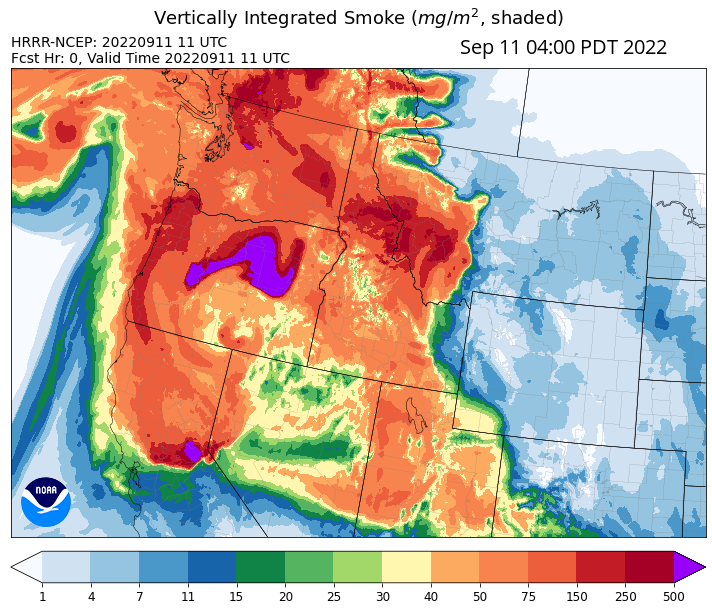 Vertically Integrated Smoke (mg/m², shaded)
HRRR-NCEP: 20220911 11 UTC
Fcst Hr: 0, Valid Time 20220911 11 UTC
Sep 11 04:00 PDT 2022
NOAA
1 4 7 11 15 20 25 30 40 50 75 150 250 500